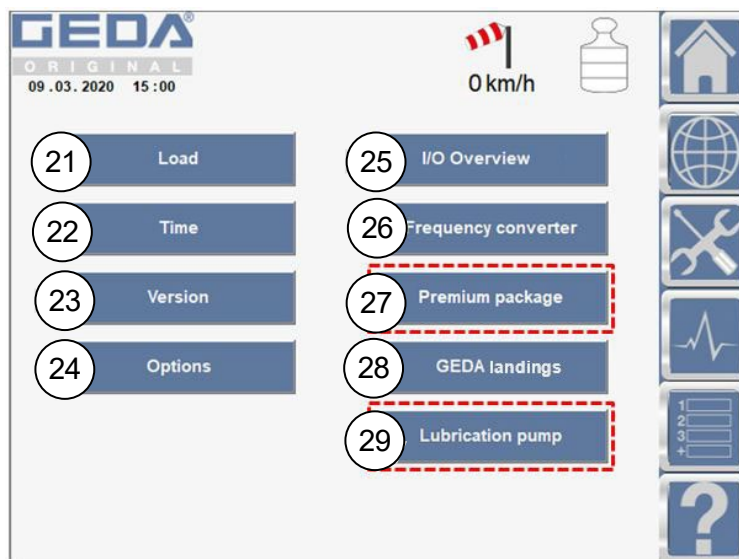 GEDA®
ORIGINAL
09.03.2020 15:00
0 km/h
21 Load
22 Time
23 Version
24 Options
25 I/O Overview
26 Frequency converter
27 Premium package
28 GEDA landings
29 Lubrication pump
1
2
3
+
?